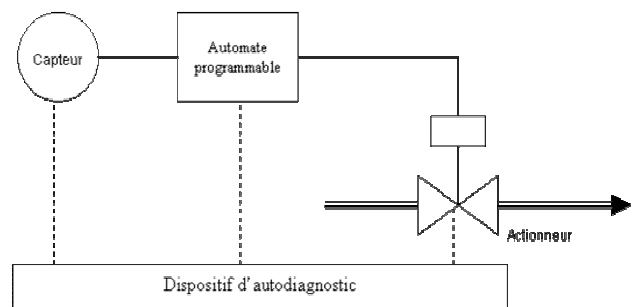 Capteur
Automate
programmable
Actionneur
Dispositif d'autodiagnostic